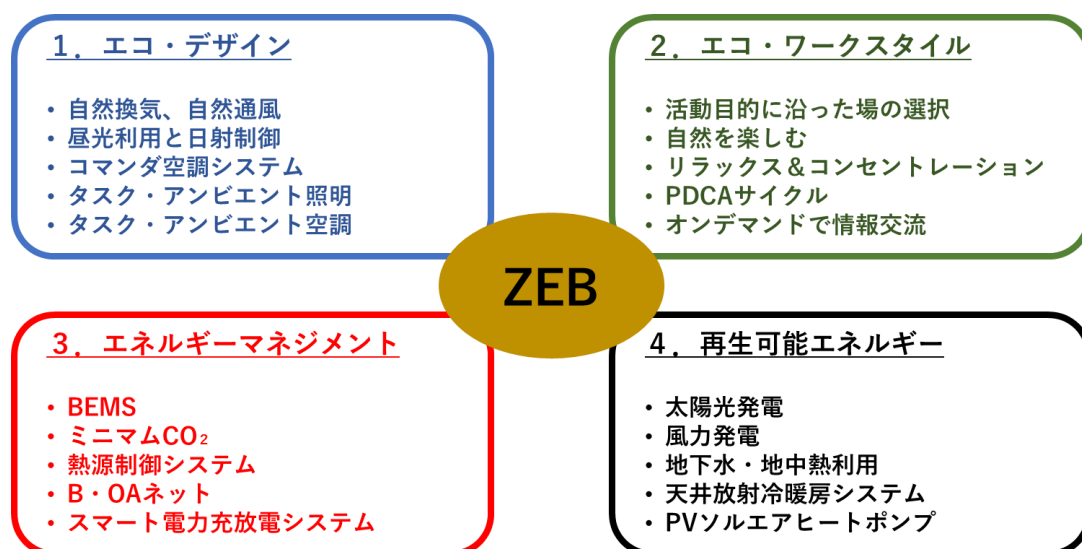 1．エコ・デザイン
• 自然換気、自然通風
• 昼光利用と日射制御
• コマンダ空調システム
• タスク・アンビエント照明
• タスク・アンビエント空調
2．エコ・ワークスタイル
• 活動目的に沿った場の選択
• 自然を楽しむ
• リラックス＆コンセントレーション
• PDCAサイクル
• オンデマンドで情報交流
ZEB
3．エネルギーマネジメント
• BEMS
• ミニマムCO₂
• 熱源制御システム
• B・OAネット
• スマート電力充放電システム
4．再生可能エネルギー
• 太陽光発電
• 風力発電
• 地下水・地中熱利用
• 天井放射冷暖房システム
• PVソルエアヒートポンプ